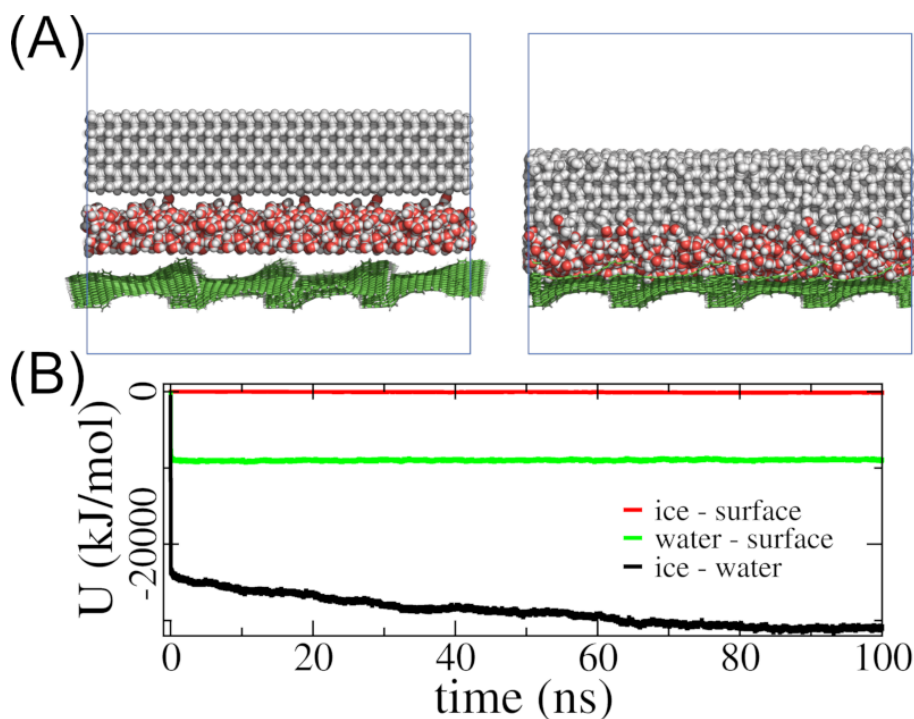 (A)
(B)
U (kJ/mol)
0
-20000
ice - surface
water - surface
ice - water
0 20 40 60 80 100
time (ns)